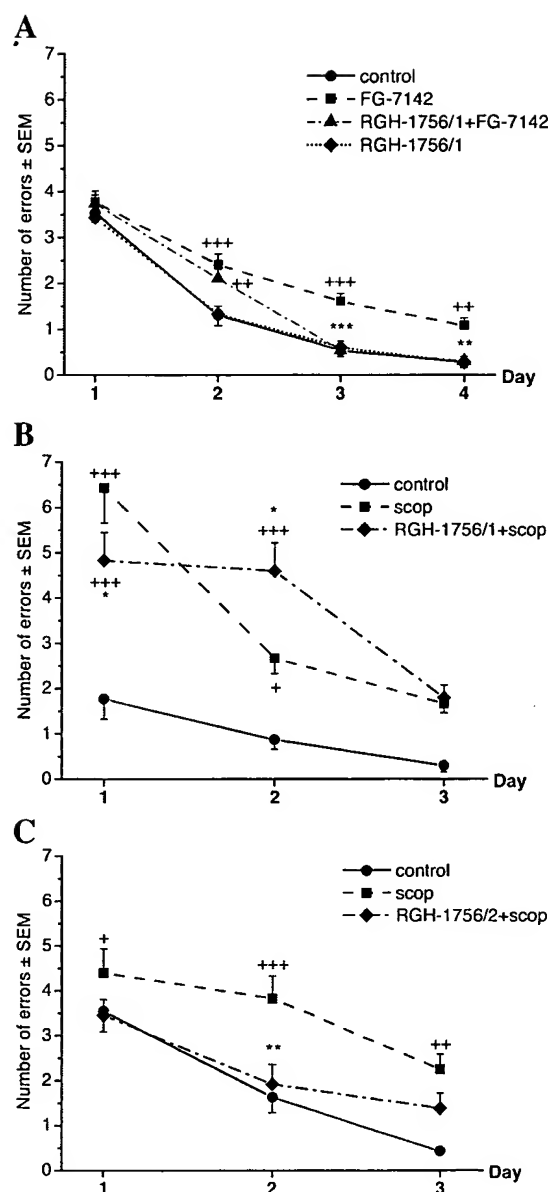 A
Number of errors ± SEM
7
6
5
4
3
2
1
0
control
FG-7142
RGH-1756/1+FG-7142
RGH-1756/1
+++
++
+++
***
++
**
1
2
3
4
Day
B
Number of errors ± SEM
7
6
5
4
3
2
1
0
control
scop
RGH-1756/1+scop
+++
+++
*
*
+++
+
1
2
3
Day
C
Number of errors ± SEM
7
6
5
4
3
2
1
0
control
scop
RGH-1756/2+scop
+
+++
**
++
1
2
3
Day